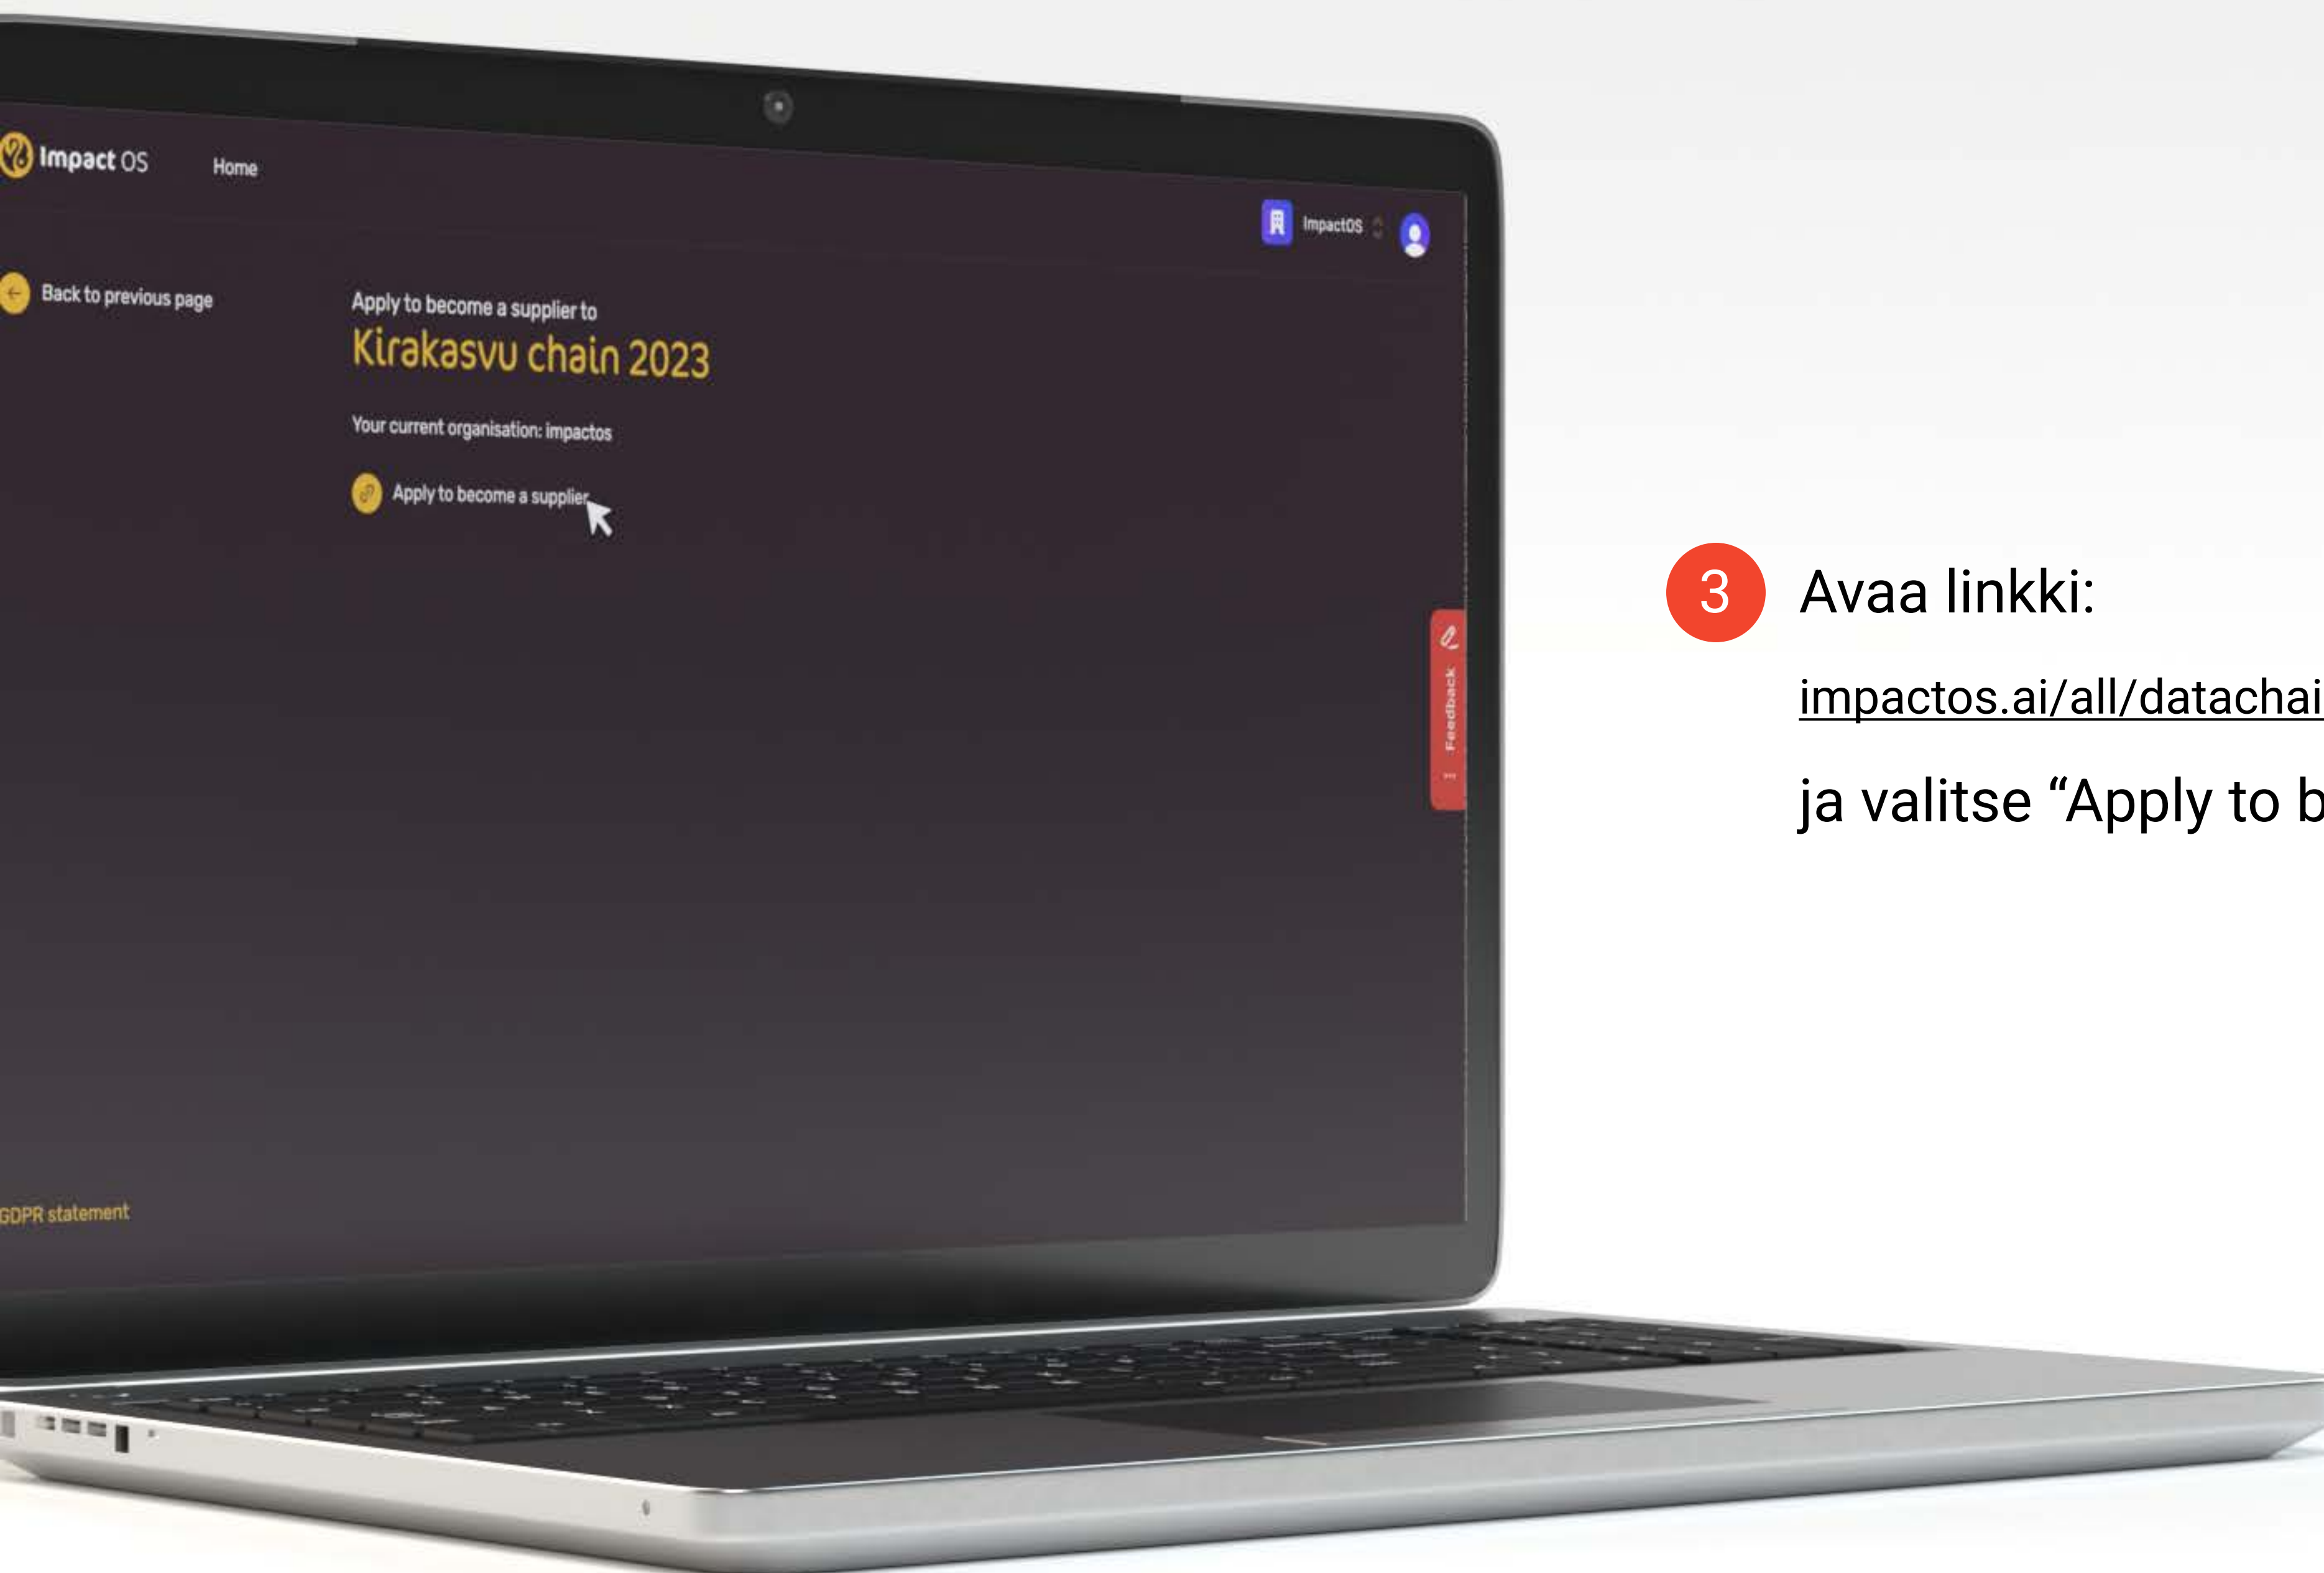 Impact OS
Home
ImpactOS
Back to previous page
Apply to become a supplier to
Kirakasvu chain 2023
Your current organisation: impactos
Apply to become a supplier
Feedback
GDPR statement
3
Avaa linkki:
impactos.ai/all/datachai
ja valitse “Apply to b